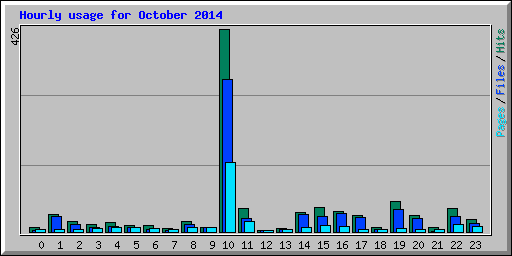 Hourly usage for October 2014
426
Pages/Files/Hits
0 1 2 3 4 5 6 7 8 9 10 11 12 13 14 15 16 17 18 19 20 21 22 23